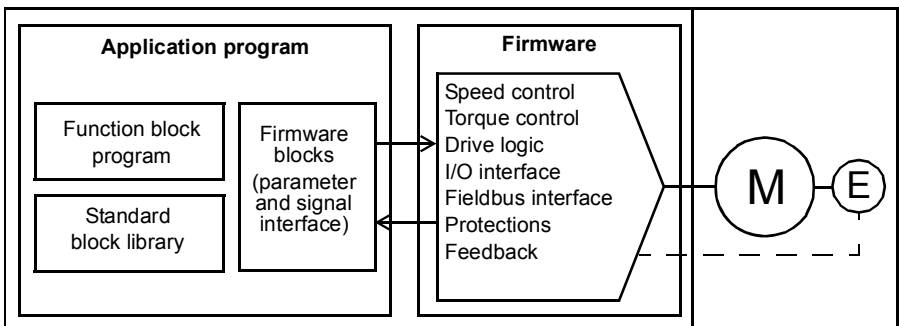 Application program
Function block
program
Standard
block library
Firmware
blocks
(parameter
and signal
interface)
Firmware
Speed control
Torque control
Drive logic
I/O interface
Fieldbus interface
Protections
Feedback
M
E